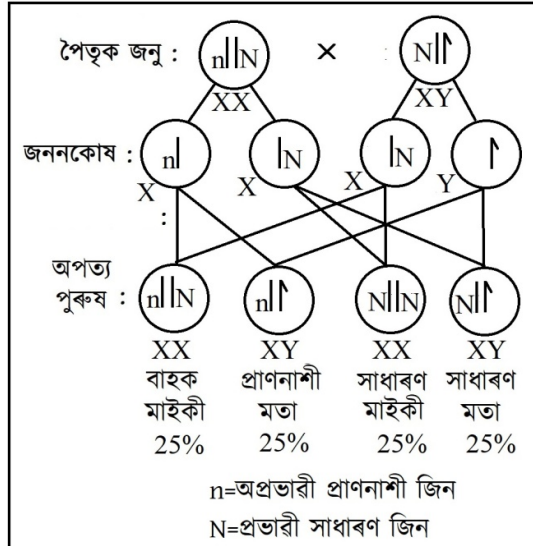 পৈতৃক জনু : n N × : N
XX XY
জননকোষ : n N N
X X X Y
:
অপত্য
পুৰুষ : n N n N N N
XX XY XX XY
বাহক প্ৰাণনাশী সাধাৰণ সাধাৰণ
মাইকী মতা মাইকী মতা
25% 25% 25% 25%
n=অপ্ৰভাৱী প্ৰাণনাশী জিন
N=প্ৰভাৱী সাধাৰণ জিন